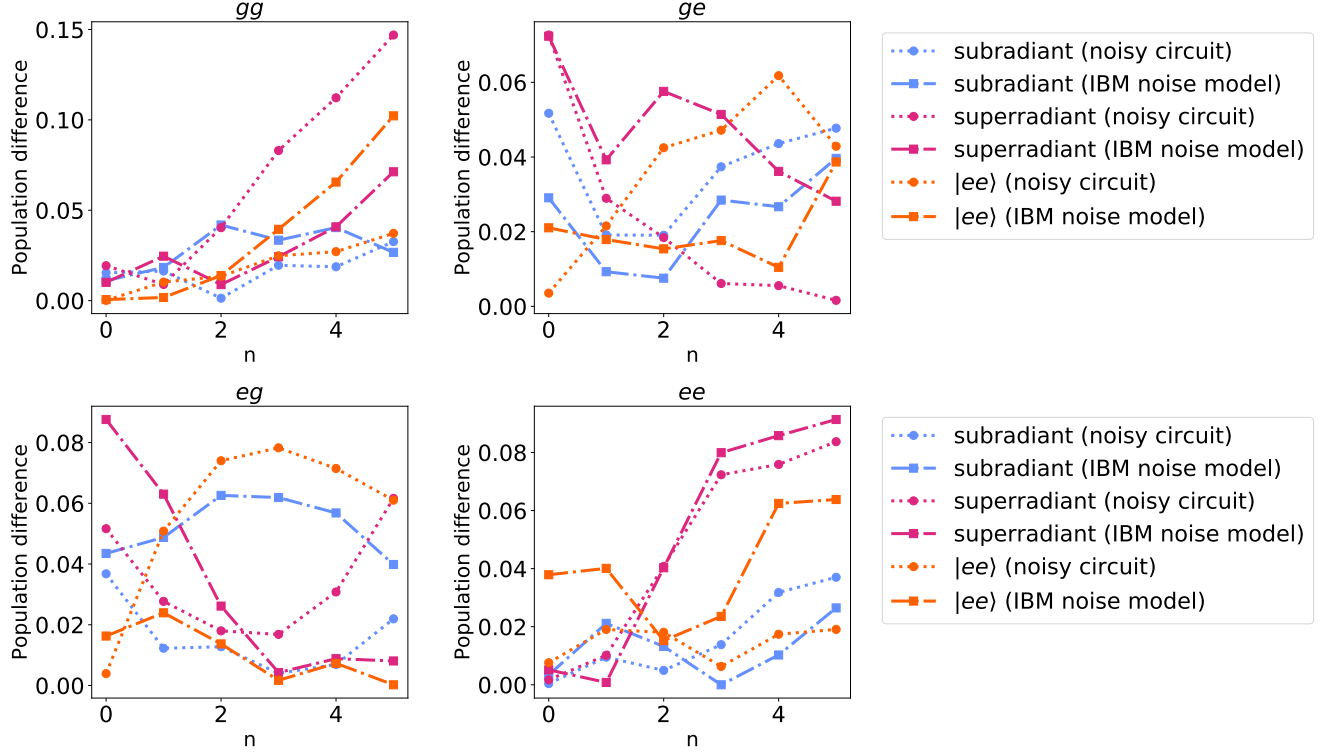 gg
Population difference
0.15
0.10
0.05
0.00
0 2 4
n
ge
Population difference
0.06
0.04
0.02
0.00
0 2 4
n
subradiant (noisy circuit)
subradiant (IBM noise model)
superradiant (noisy circuit)
superradiant (IBM noise model)
|ee⟩ (noisy circuit)
|ee⟩ (IBM noise model)
eg
Population difference
0.08
0.06
0.04
0.02
0.00
0 2 4
n
ee
Population difference
0.08
0.06
0.04
0.02
0.00
0 2 4
n
subradiant (noisy circuit)
subradiant (IBM noise model)
superradiant (noisy circuit)
superradiant (IBM noise model)
|ee⟩ (noisy circuit)
|ee⟩ (IBM noise model)